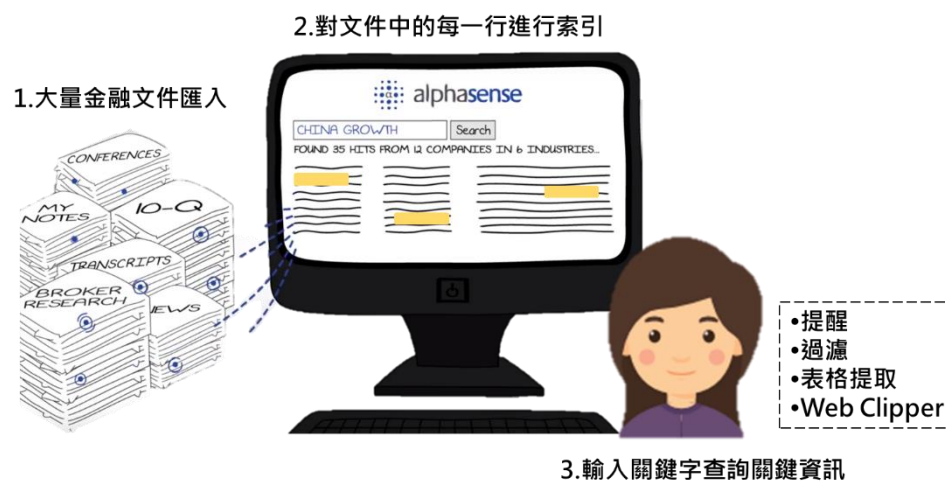 2.對文件中的每一行進行索引
1.大量金融文件匯入
alphasense
CHINA GROWTH
Search
FOUND 35 HITS FROM 12 COMPANIES IN 6 INDUSTRIES...
CONFERENCES
MY
NOTES
10-Q
TRANSCRIPTS
BROKER
RESEARCH
•提醒
•過濾
•表格提取
•Web Clipper
3.輸入關鍵字查詢關鍵資訊